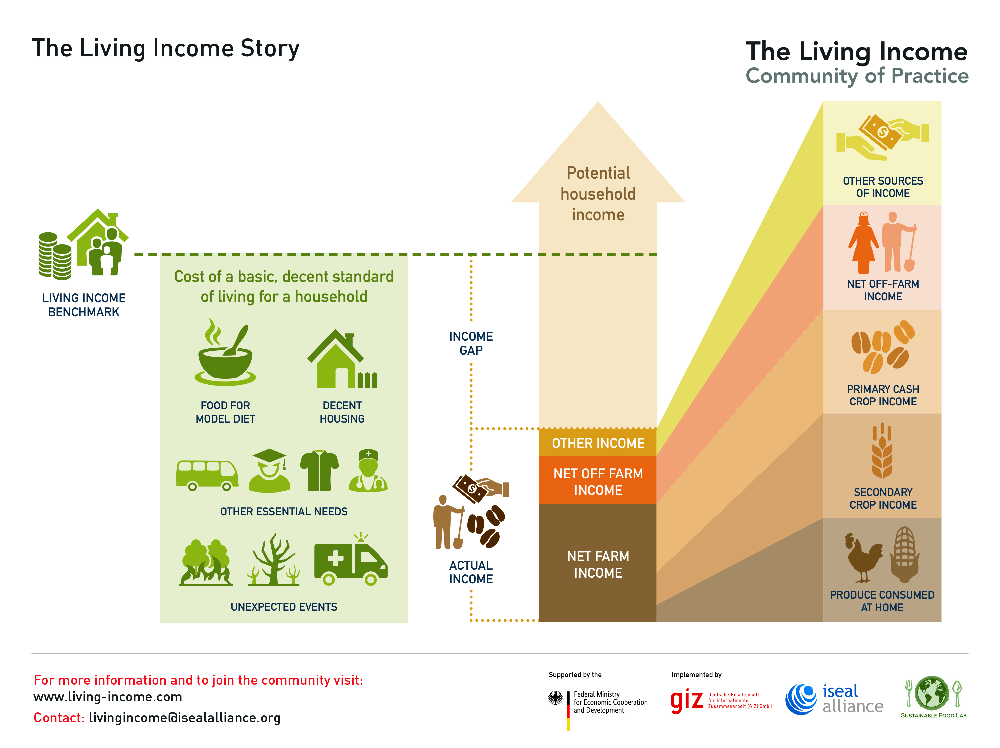 The Living Income Story
The Living Income
Community of Practice
LIVING INCOME
BENCHMARK
Cost of a basic, decent standard
of living for a household
FOOD FOR
MODEL DIET
DECENT
HOUSING
OTHER ESSENTIAL NEEDS
UNEXPECTED EVENTS
INCOME
GAP
$
ACTUAL
INCOME
Potential
household
income
OTHER INCOME
NET OFF FARM
INCOME
NET FARM
INCOME
$
OTHER SOURCES
OF INCOME
NET OFF-FARM
INCOME
PRIMARY CASH
CROP INCOME
SECONDARY
CROP INCOME
PRODUCE CONSUMED
AT HOME
For more information and to join the community visit:
www.living-income.com
Contact: livingincome@isealalliance.org
Supported by the
Federal Ministry
for Economic Cooperation
and Development
Implemented by
giz
Deutsche Gesellschaft
für Internationale
Zusammenarbeit (GIZ) GmbH
iseal
alliance
SUSTAINABLE FOOD LAB